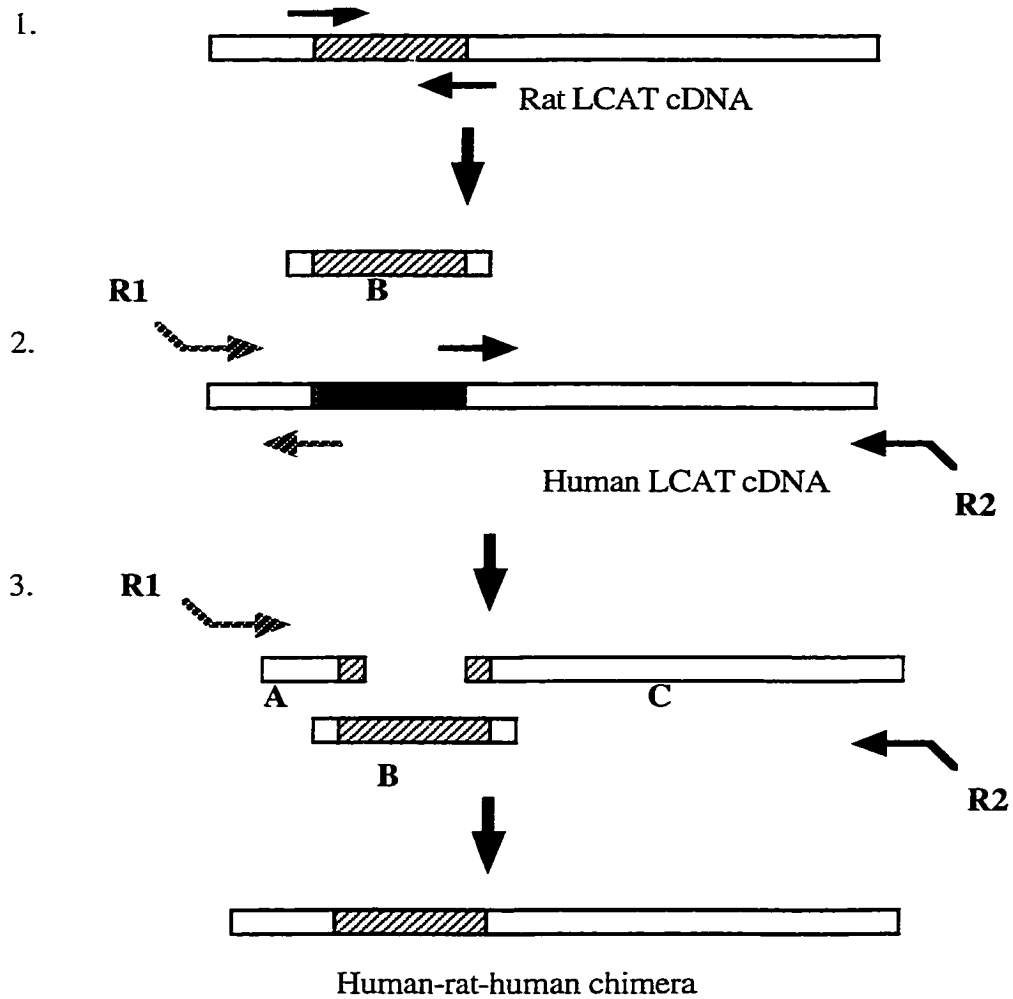 1.
Rat LCAT cDNA
B
R1
2.
Human LCAT cDNA
R2
3.
R1
A
C
B
R2
Human-rat-human chimera